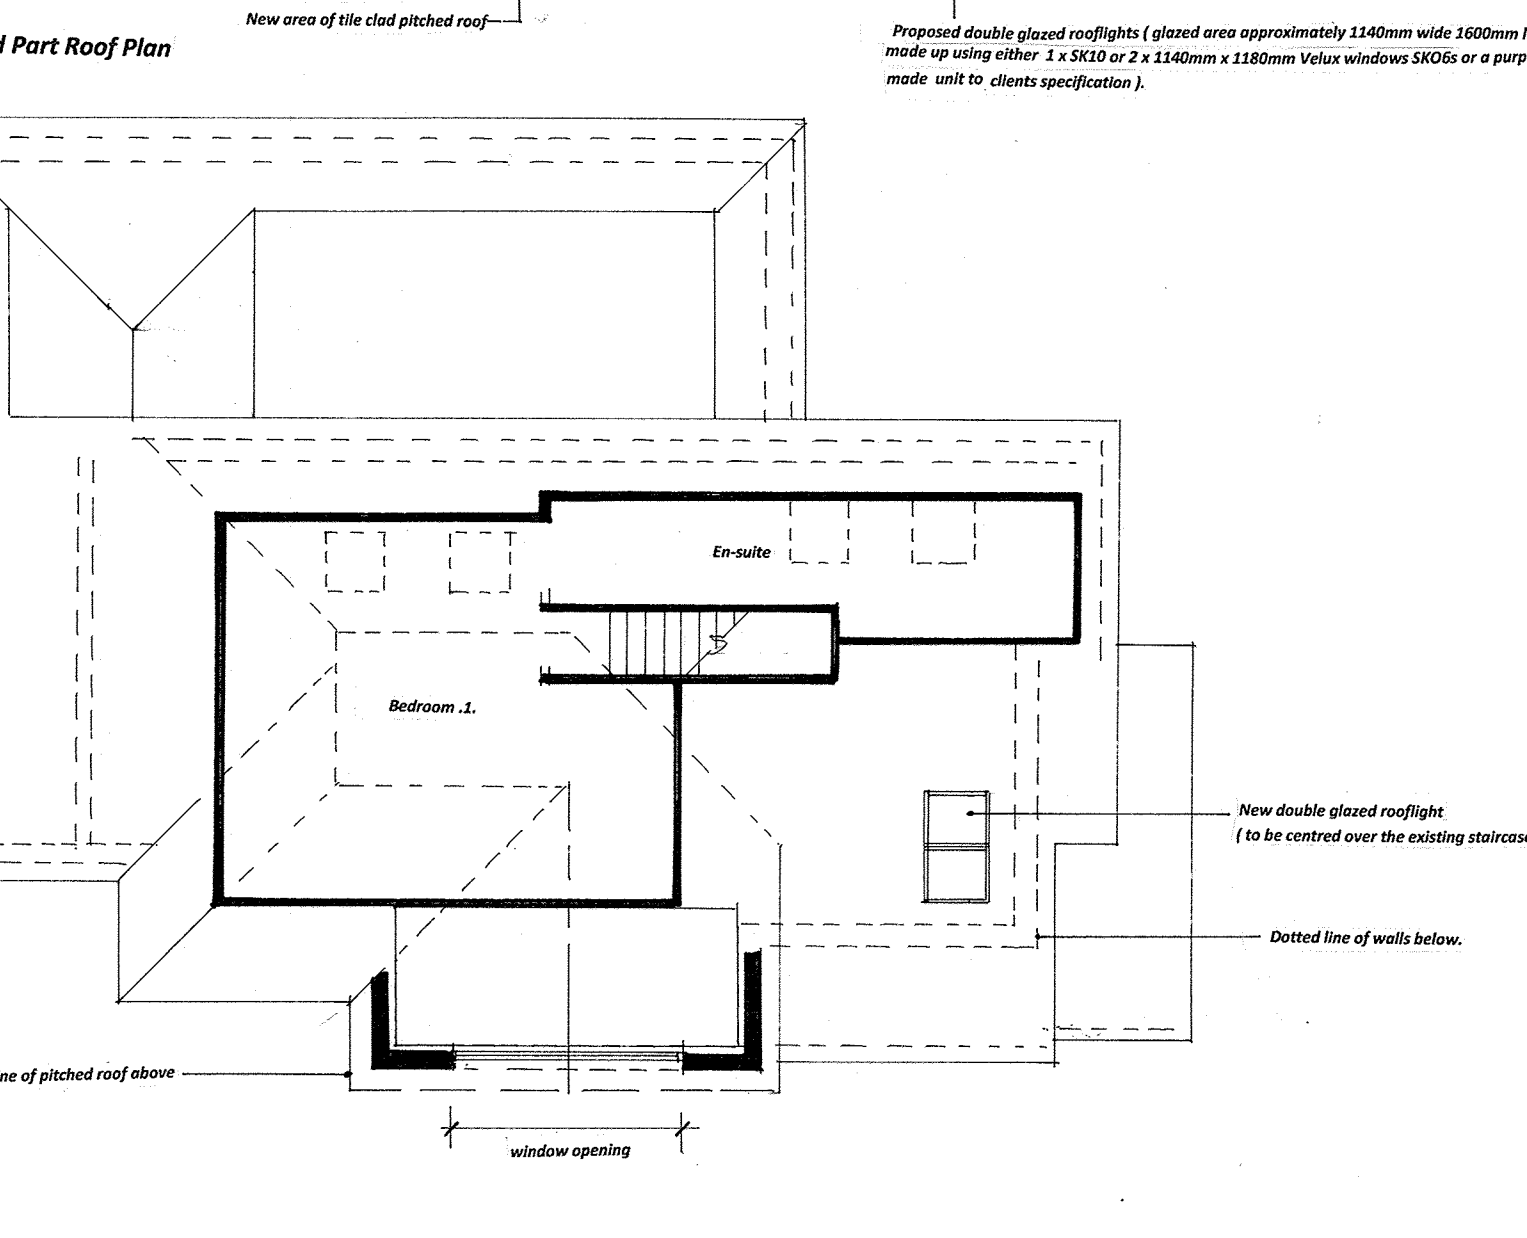 New area of tile clad pitched roof
Part Roof Plan
Proposed double glazed rooflights ( glazed area approximately 1140mm wide 1600mm
made up using either 1 x SK10 or 2 x 1140mm x 1180mm Velux windows SKO6s or a
made unit to clients specification ).
En-suite
Bedroom .1.
New double glazed rooflight
( to be centred over the existing
Dotted line of walls below.
of pitched roof above
window opening